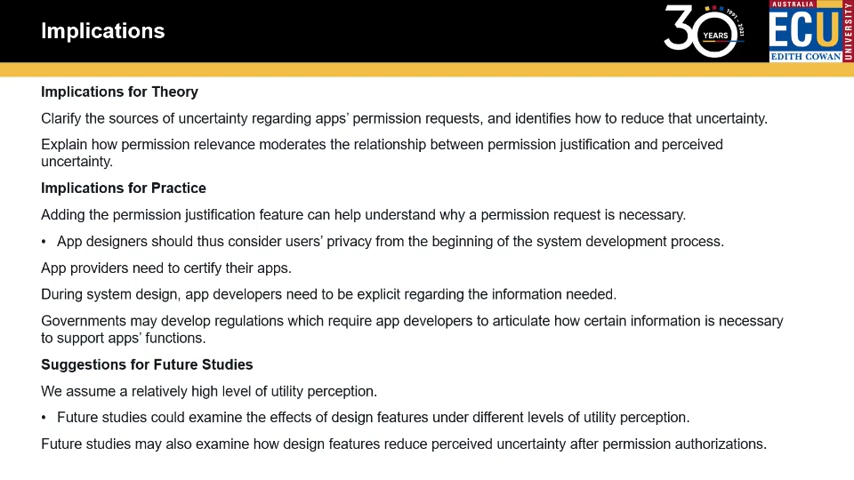 Implications
30
YEARS
1991 - 2021
AUSTRALIA
ECU
EDITH COWAN
UNIVERSITY
Implications for Theory
Clarify the sources of uncertainty regarding apps' permission requests, and identifies how to reduce that uncertainty.
Explain how permission relevance moderates the relationship between permission justification and perceived
uncertainty.
Implications for Practice
Adding the permission justification feature can help understand why a permission request is necessary.
• App designers should thus consider users' privacy from the beginning of the system development process.
App providers need to certify their apps.
During system design, app developers need to be explicit regarding the information needed.
Governments may develop regulations which require app developers to articulate how certain information is necessary
to support apps' functions.
Suggestions for Future Studies
We assume a relatively high level of utility perception.
• Future studies could examine the effects of design features under different levels of utility perception.
Future studies may also examine how design features reduce perceived uncertainty after permission authorizations.